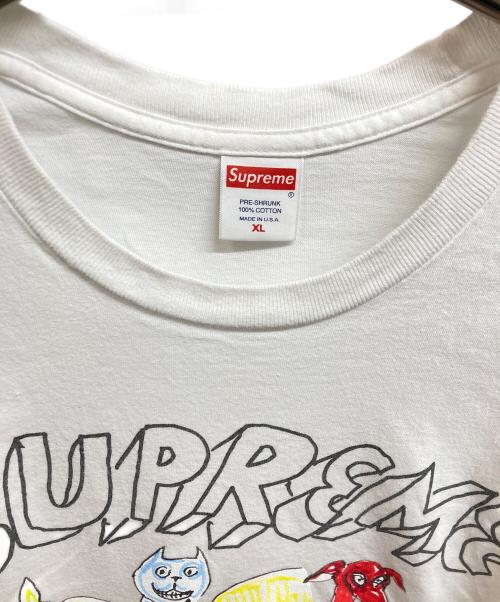 Supreme
®
PRE-SHRUNK
100% COTTON
MADE IN U.S.A.
XL
SUPREME